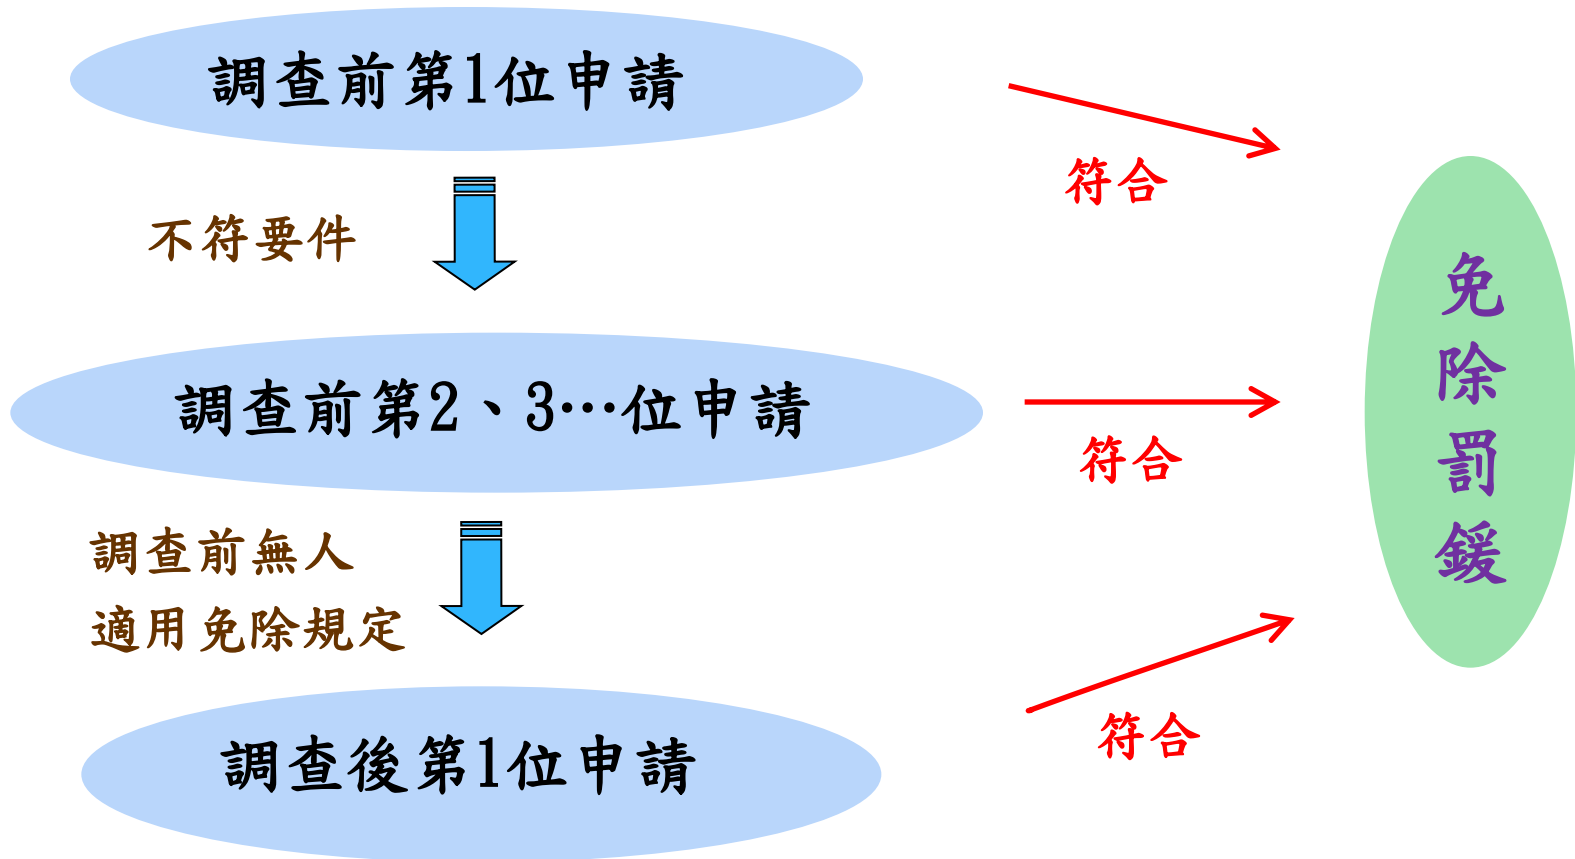 調查前第1位申請
符合
不符要件
調查前第2、3…位申請
符合
調查前無人
適用免除規定
調查後第1位申請
符合
免除罰鍰